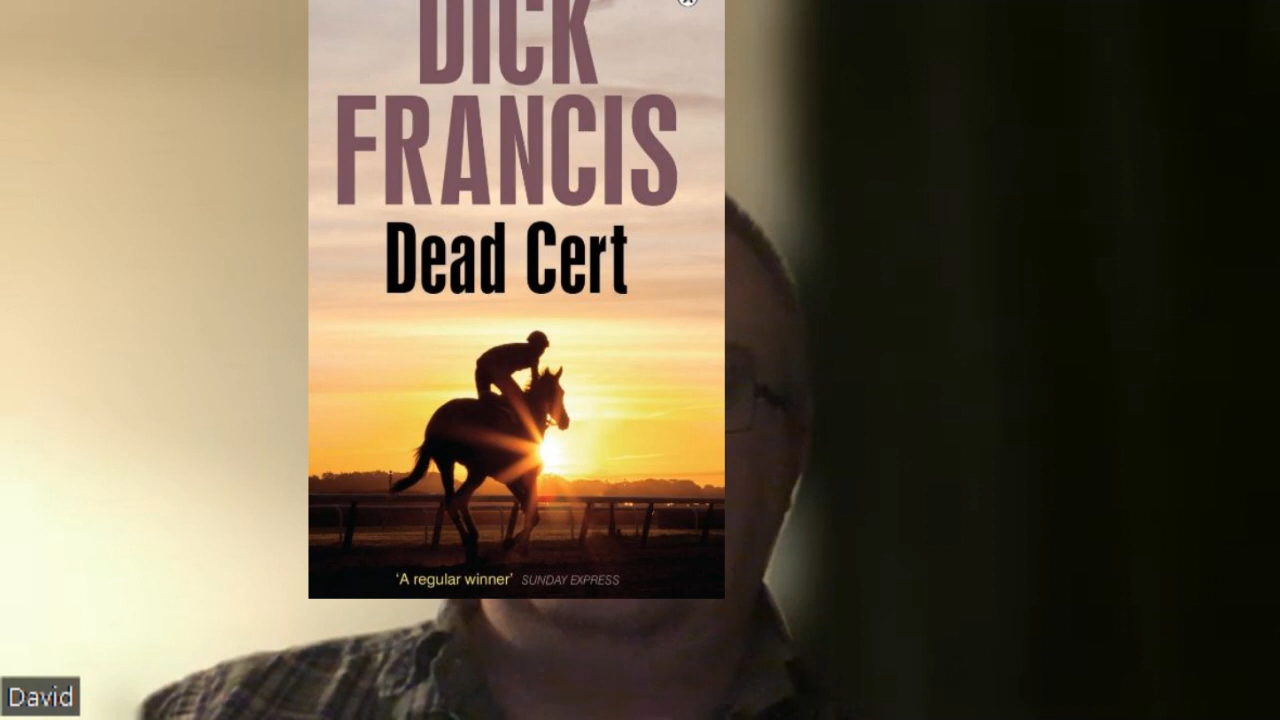 DICK
FRANCIS
Dead Cert
‘A regular winner’ SUNDAY EXPRESS
David